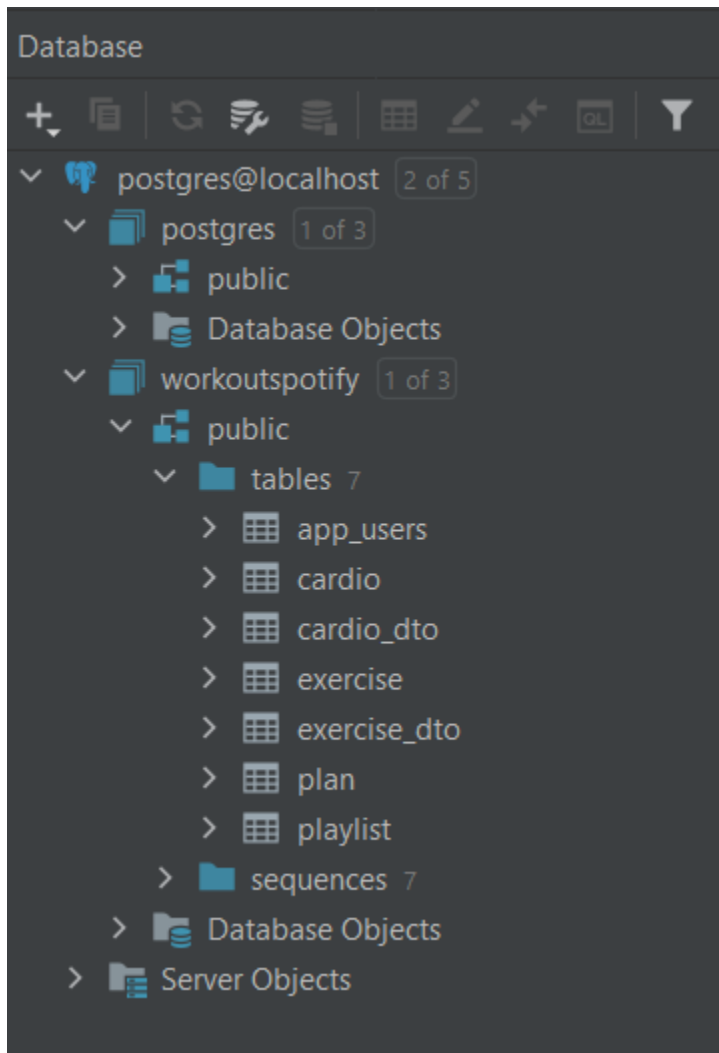 Database
QL
postgres@localhost 2 of 5
postgres 1 of 3
public
Database Objects
workoutspotify 1 of 3
public
tables 7
app_users
cardio
cardio_dto
exercise
exercise_dto
plan
playlist
sequences 7
Database Objects
Server Objects